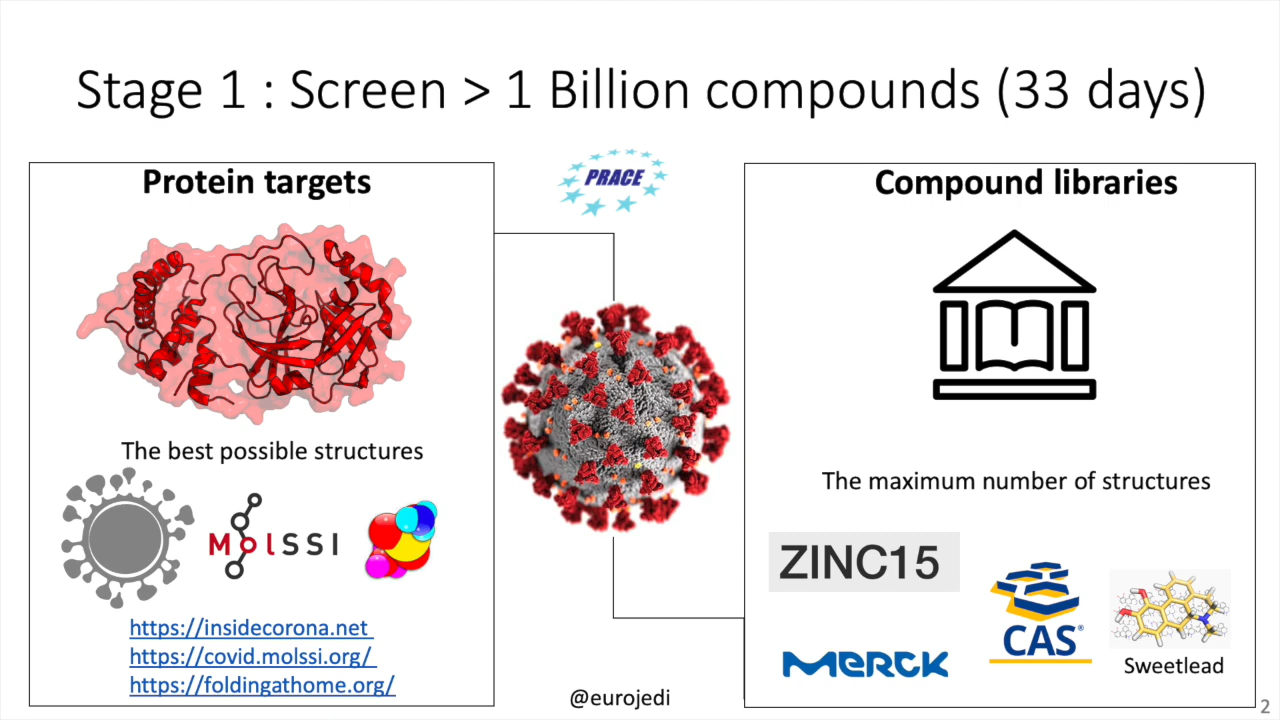 Stage 1 : Screen > 1 Billion compounds (33 days)
Protein targets
The best possible structures
MolSSI
https://insidecorona.net
https://covid.molssi.org/
https://foldingathome.org/
PRACE
@eurojedi
Compound libraries
The maximum number of structures
ZINC15
CAS®
MERCK
Sweetlead
2